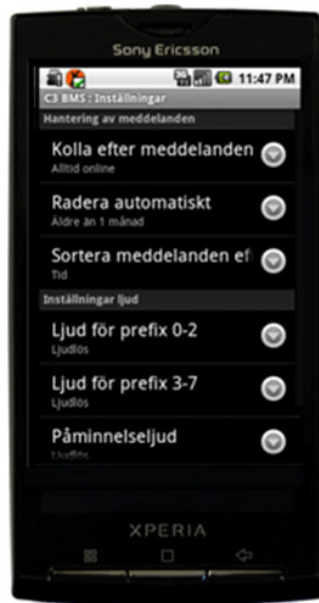 Sony Ericsson
3G 11:47 PM
C3 BMS : Inställningar
Hantering av meddelanden
Kolla efter meddelanden
Alltid online
Radera automatiskt
Äldre än 1 månad
Sortera meddelanden ef
Tid
Inställningar ljud
Ljud för prefix 0-2
Ljudlös
Ljud för prefix 3-7
Ljudlös
Påminnelseljud
Ljudlös
XPERIA